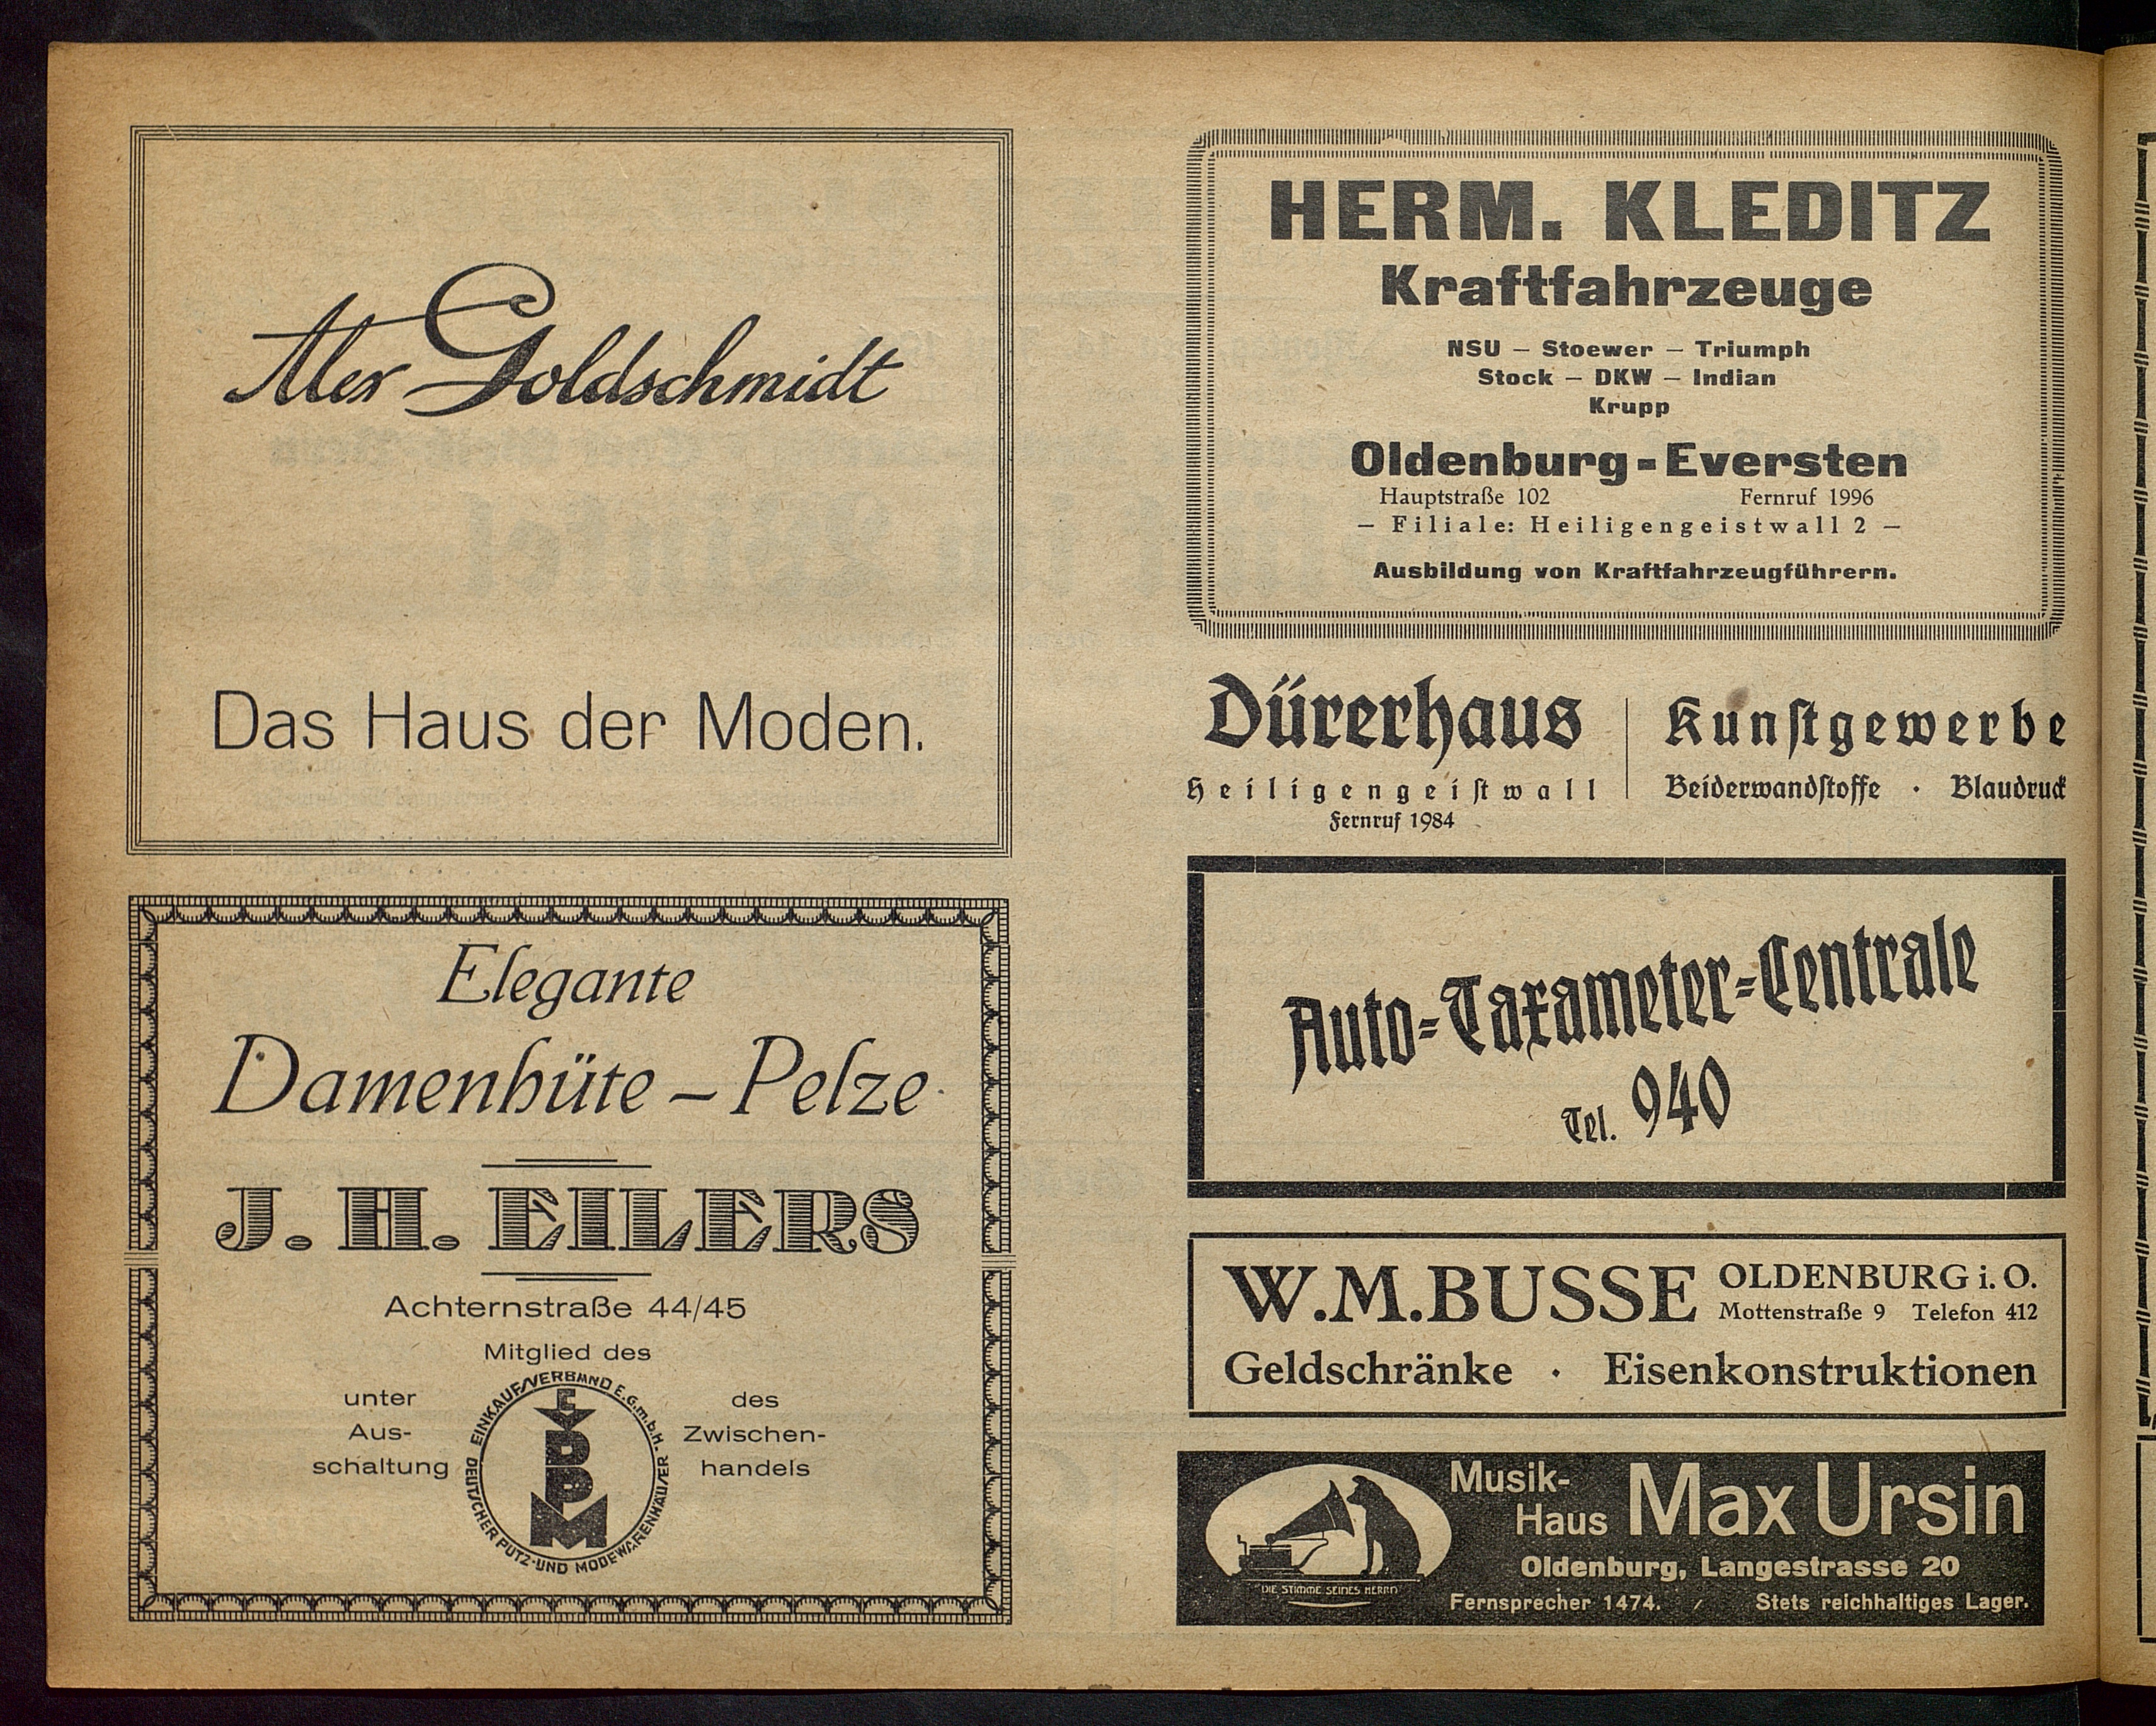 Alex Goldschmidt
Das Haus der Moden.
Elegante
Damenhüte – Pelze
J. H. EILERS
Achternstraße 44/45
Mitglied des
unter
Aus-
schaltung
EINKAUFSVERBAND E.G.m.b.H.
DEUTSCHER PUTZ-UND MODEWARENHÄUSER
EVDPM
des
Zwischen-
handels
HERM. KLEDITZ
Kraftfahrzeuge
NSU – Stoewer – Triumph
Stock – DKW – Indian
Krupp
Oldenburg-Eversten
Hauptstraße 102 Fernruf 1996
– Filiale: Heiligengeistwall 2 –
Ausbildung von Kraftfahrzeugführern.
Dürerhaus
Heiligengeistwall
Fernruf 1984
Kunstgewerbe
Beiderwandstoffe · Blaudruck
Auto-Taxameter-Centrale
Tel. 940
W.M.BUSSE OLDENBURG i. O.
Mottenstraße 9 Telefon 412
Geldschränke · Eisenkonstruktionen
Musik-
Haus Max Ursin
Oldenburg, Langestrasse 20
Fernsprecher 1474. / Stets reichhaltiges Lager.
"DIE STIMME SEINES HERRN"